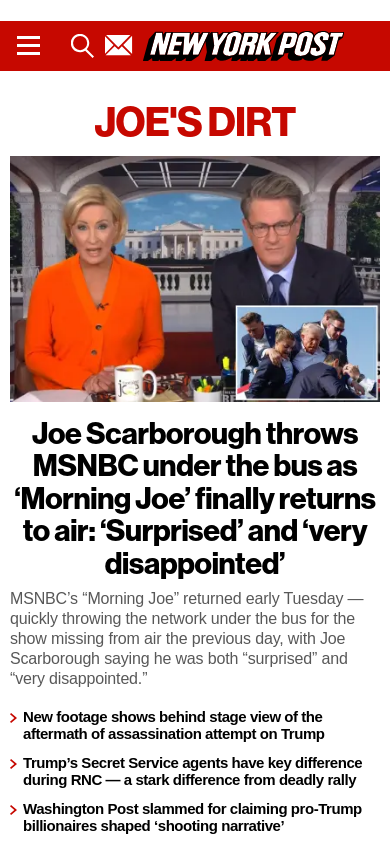 NEW YORK POST
JOE'S DIRT
Joe Scarborough throws
MSNBC under the bus as
‘Morning Joe’ finally returns
to air: ‘Surprised’ and ‘very
disappointed’
MSNBC’s “Morning Joe” returned early Tuesday —
quickly throwing the network under the bus for the
show missing from air the previous day, with Joe
Scarborough saying he was both “surprised” and
“very disappointed.”
New footage shows behind stage view of the
aftermath of assassination attempt on Trump
Trump’s Secret Service agents have key difference
during RNC — a stark difference from deadly rally
Washington Post slammed for claiming pro-Trump
billionaires shaped ‘shooting narrative’